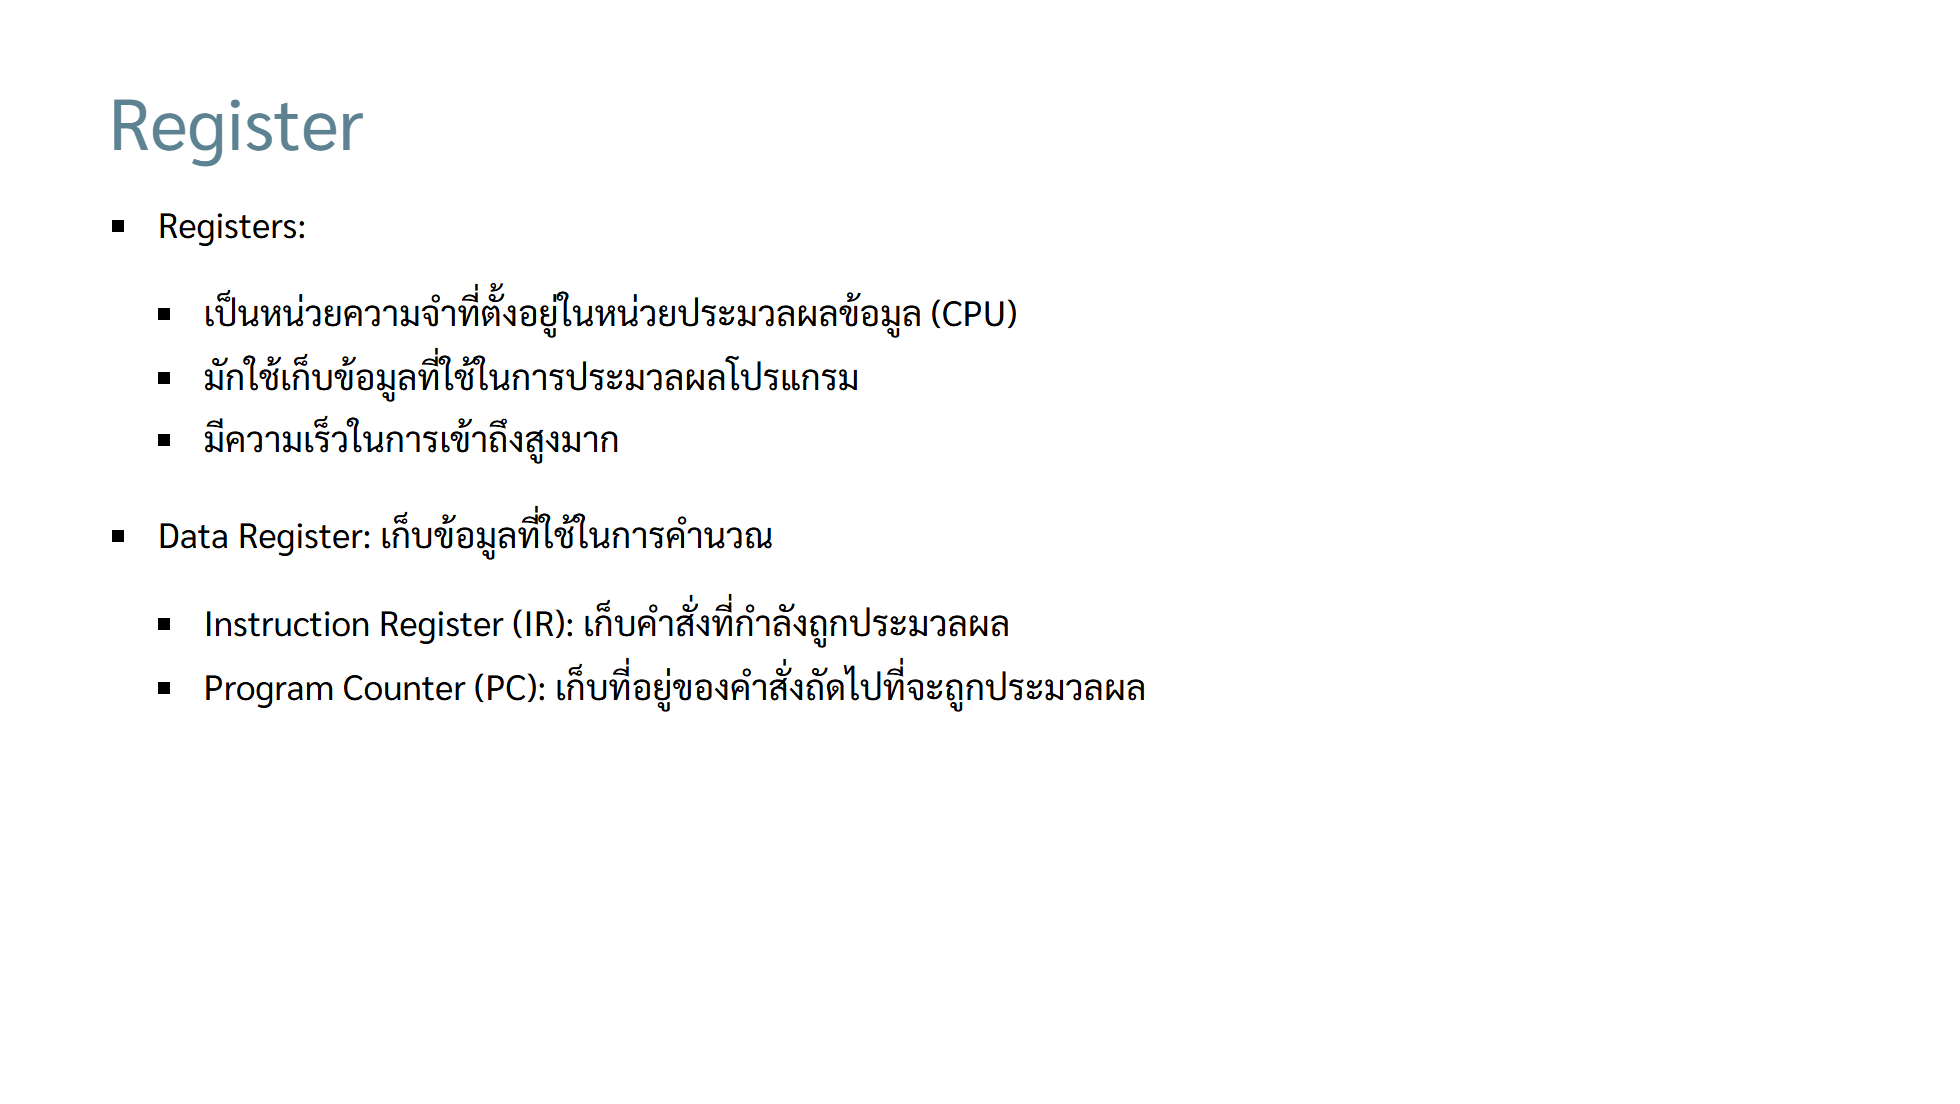 Register
Registers:
เป็นหน่วยความจำที่ตั้งอยู่ในหน่วยประมวลผลข้อมูล (CPU)
มักใช้เก็บข้อมูลที่ใช้ในการประมวลผลโปรแกรม
มีความเร็วในการเข้าถึงสูงมาก
Data Register: เก็บข้อมูลที่ใช้ในการคำนวณ
Instruction Register (IR): เก็บคำสั่งที่กำลังถูกประมวลผล
Program Counter (PC): เก็บที่อยู่ของคำสั่งถัดไปที่จะถูกประมวลผล